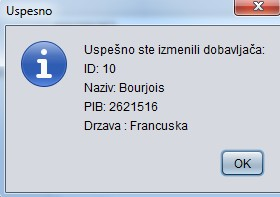 Uspesno
Uspešno ste izmenili dobavljača:
ID: 10
Naziv: Bourjois
PIB: 2621516
Drzava : Francuska
OK